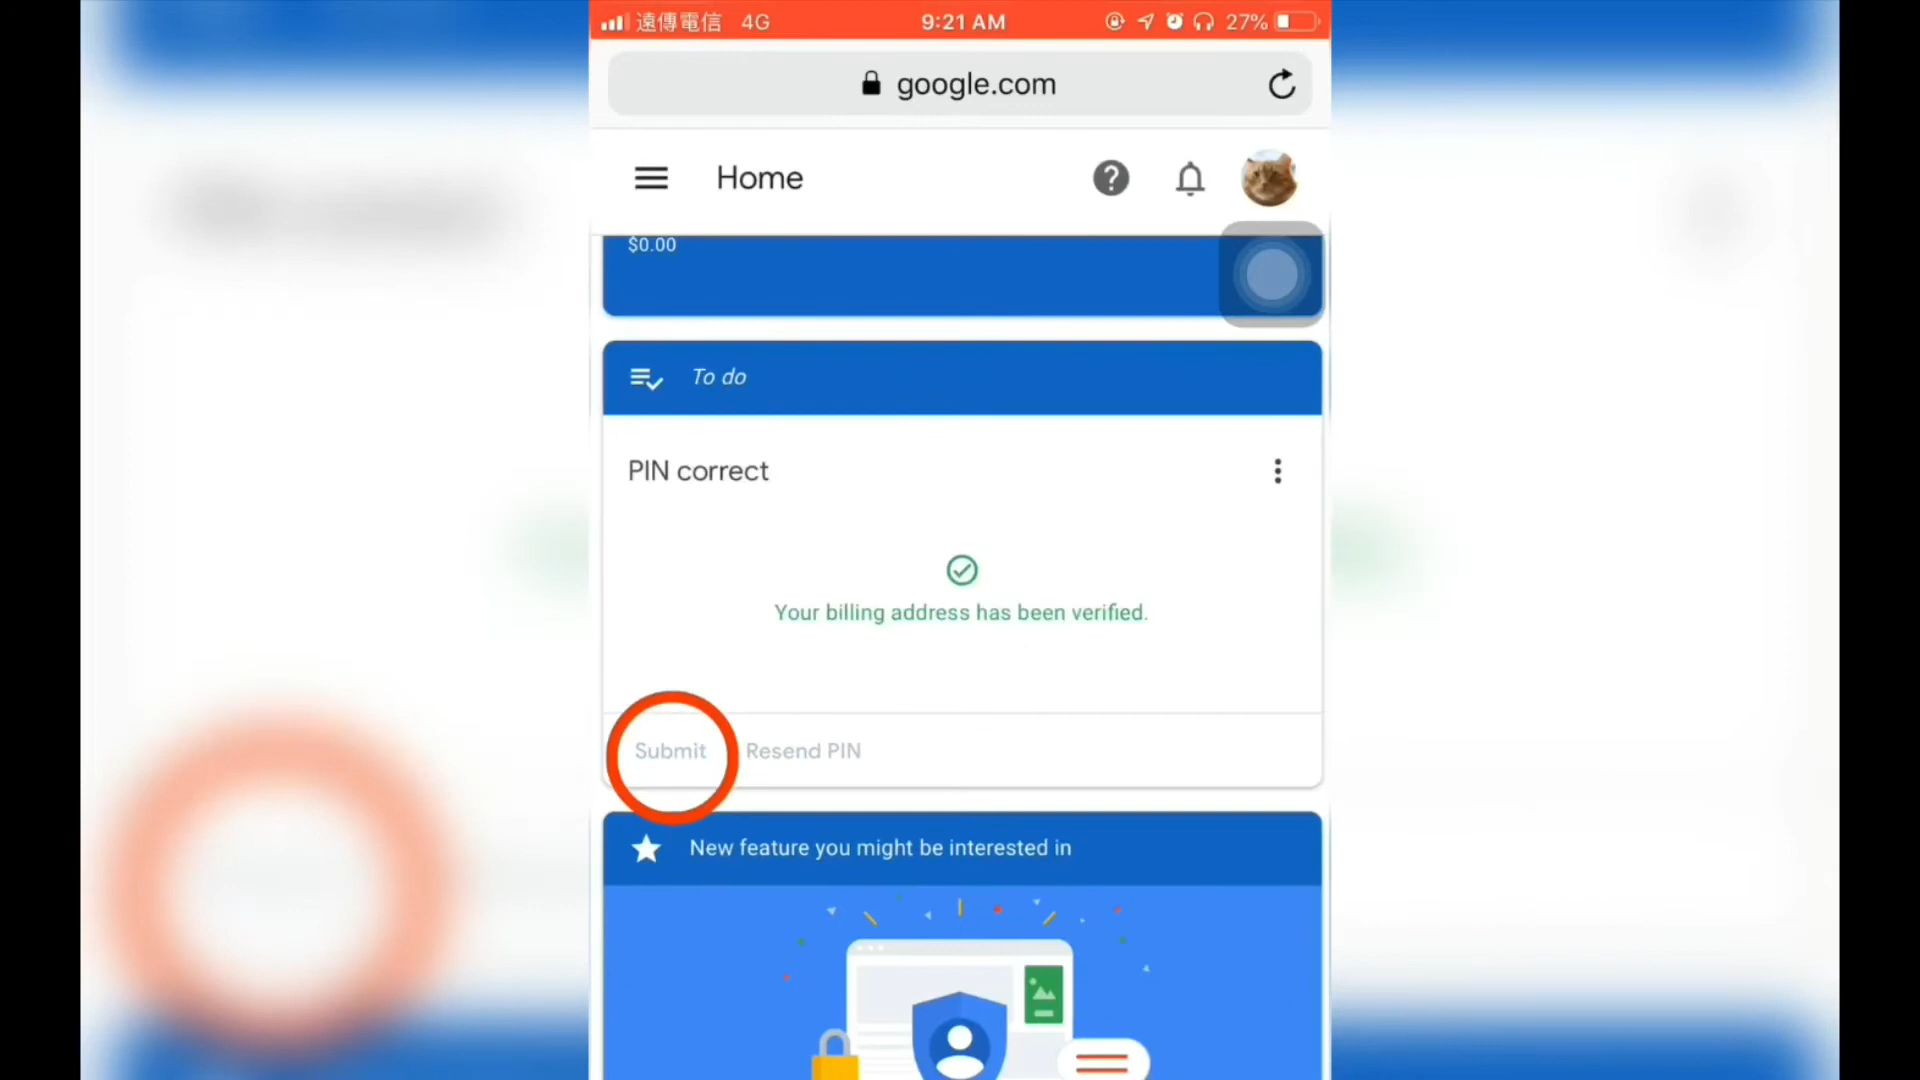 遠傳電信 4G 9:21 AM 27%
google.com
Home
$0.00
To do
PIN correct
Your billing address has been verified.
Submit Resend PIN
New feature you might be interested in